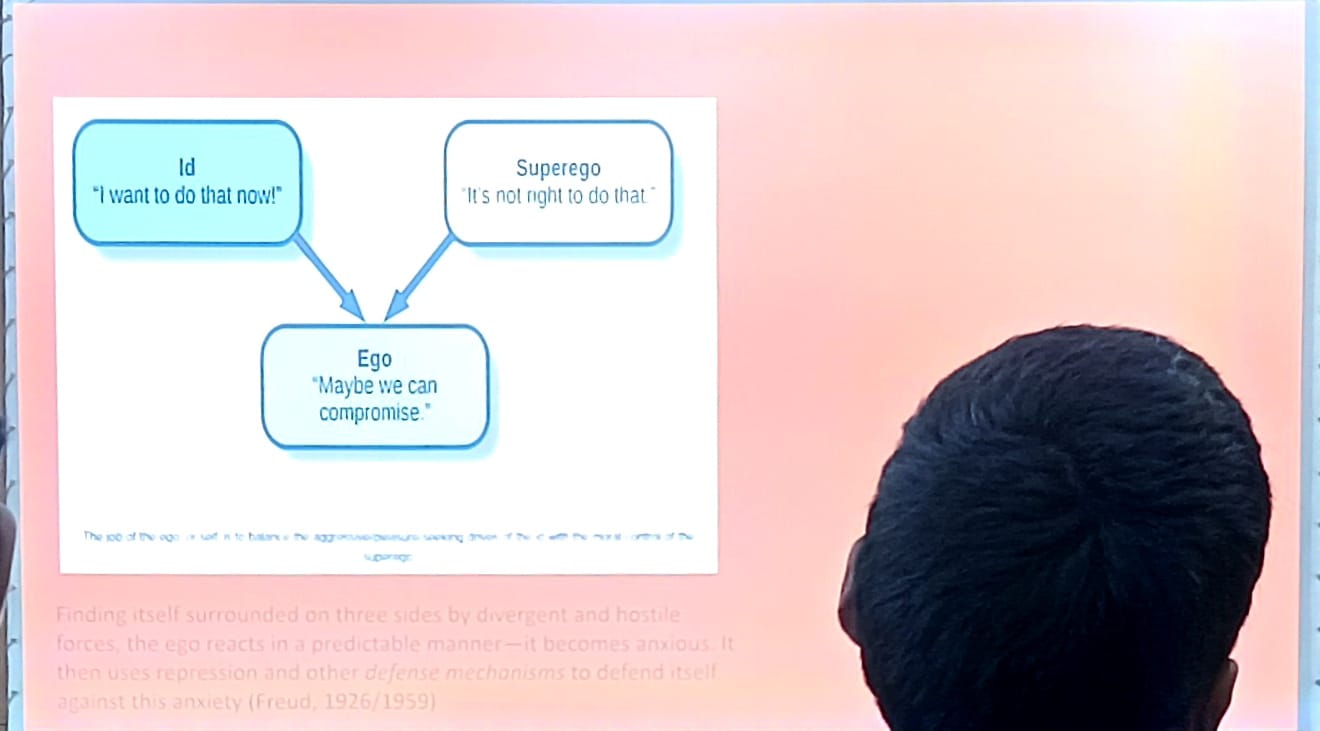 Id
"I want to do that now!"
Superego
"It's not right to do that."
Ego
"Maybe we can
compromise."
The job of the ego, or self, is to balance the aggressive/pleasure-seeking drives of the id with the moral control of the
superego.
Finding itself surrounded on three sides by divergent and hostile
forces, the ego reacts in a predictable manner—it becomes anxious. It
then uses repression and other defense mechanisms to defend itself
against this anxiety (Freud, 1926/1959)